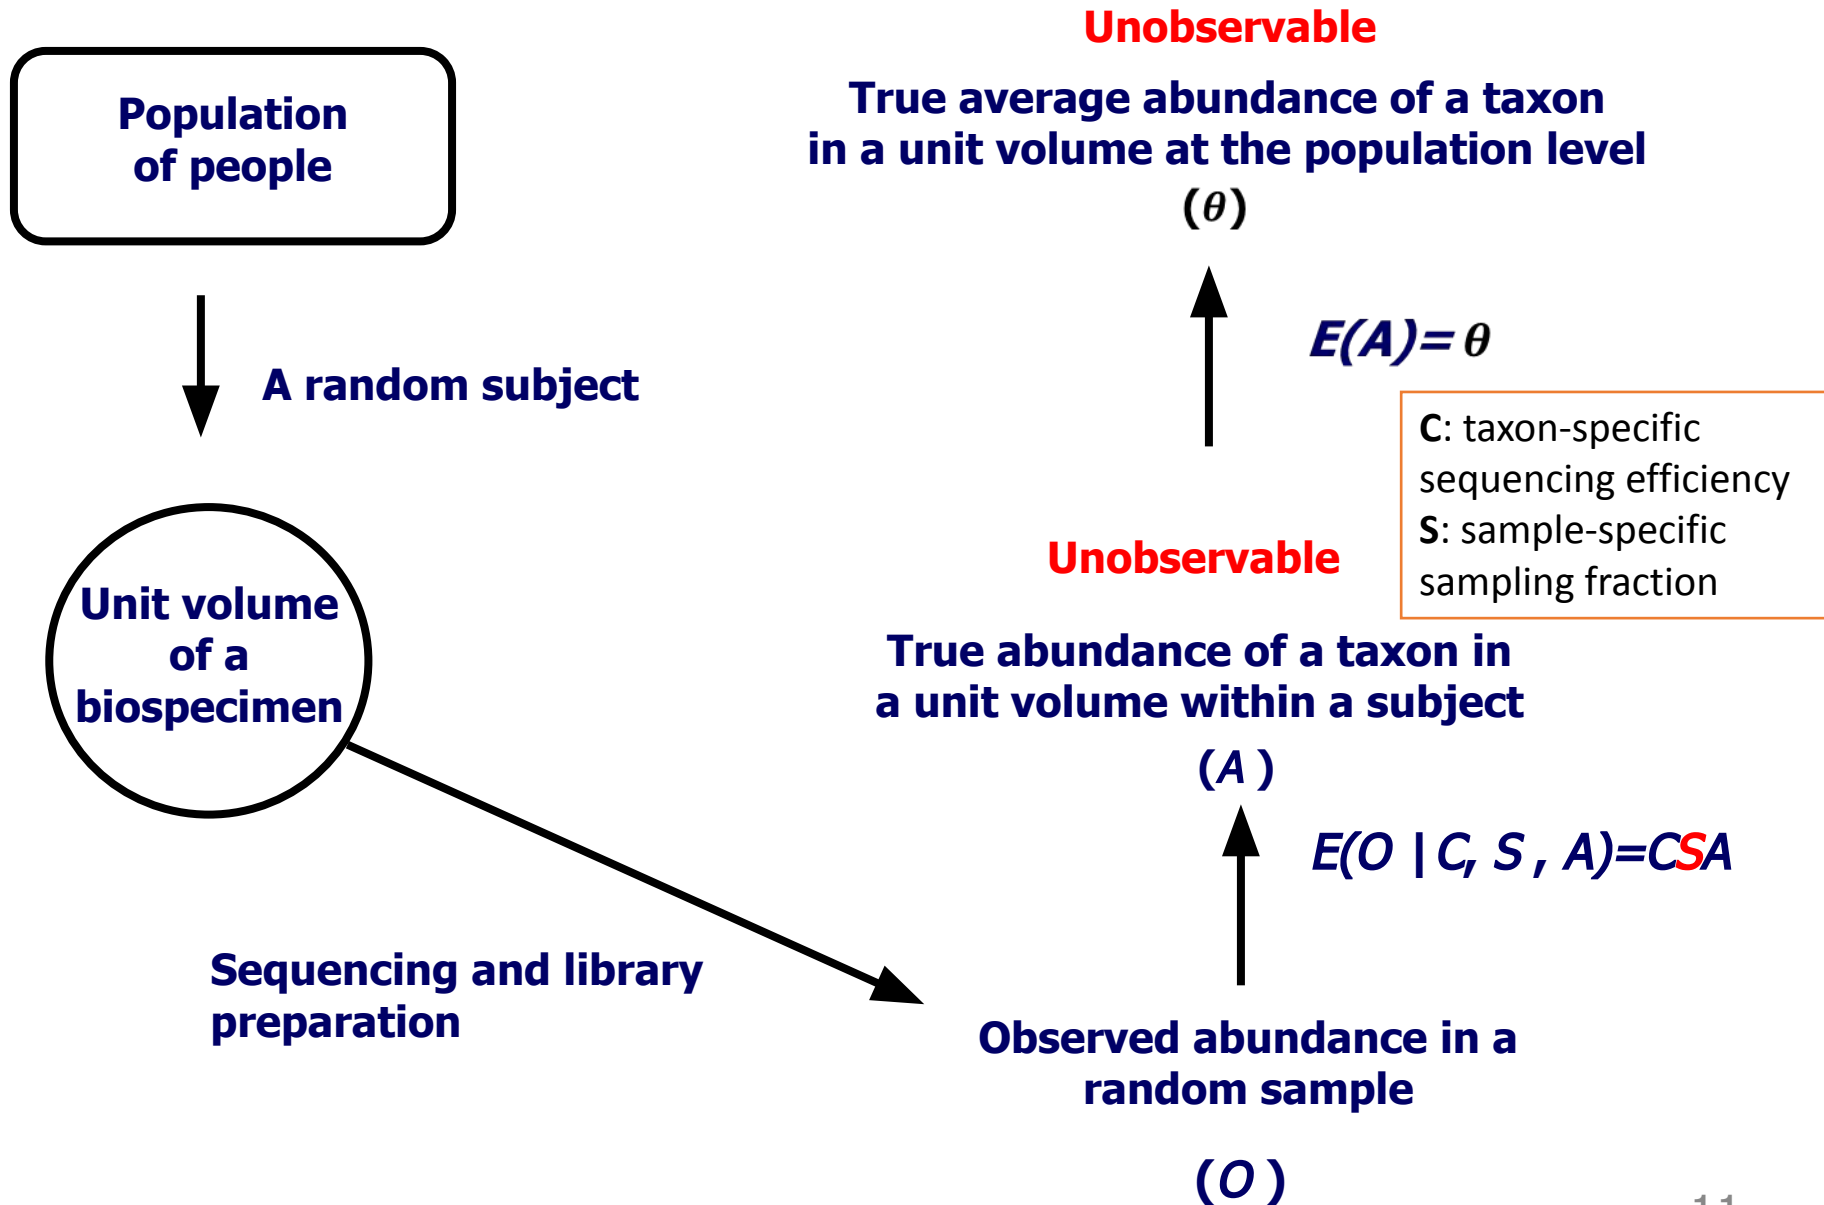 Population
of people
A random subject
Unit volume
of a
biospecimen
Sequencing and library
preparation
Unobservable
True average abundance of a taxon
in a unit volume at the population level
(θ)
E(A)= θ
C: taxon-specific
sequencing efficiency
S: sample-specific
sampling fraction
Unobservable
True abundance of a taxon in
a unit volume within a subject
(A )
E(O | C, S , A)=CSA
Observed abundance in a
random sample
(O )
11